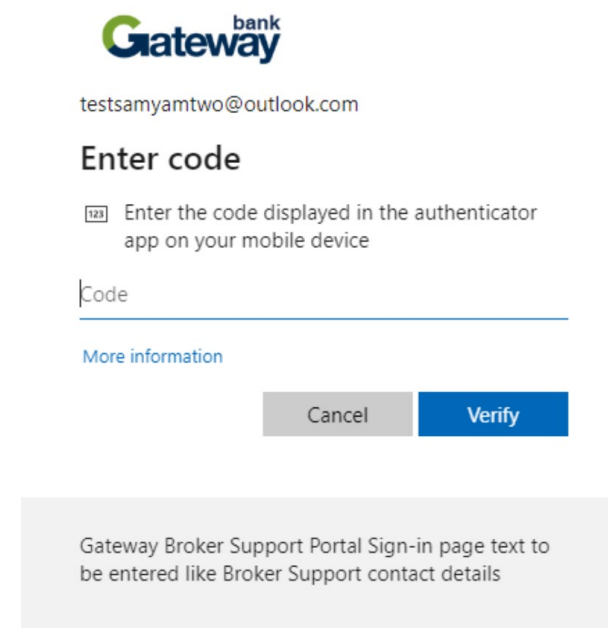 Gateway bank
testsamyamtwo@outlook.com
Enter code
123
Enter the code displayed in the authenticator
app on your mobile device
Code
More information
Cancel
Verify
Gateway Broker Support Portal Sign-in page text to
be entered like Broker Support contact details